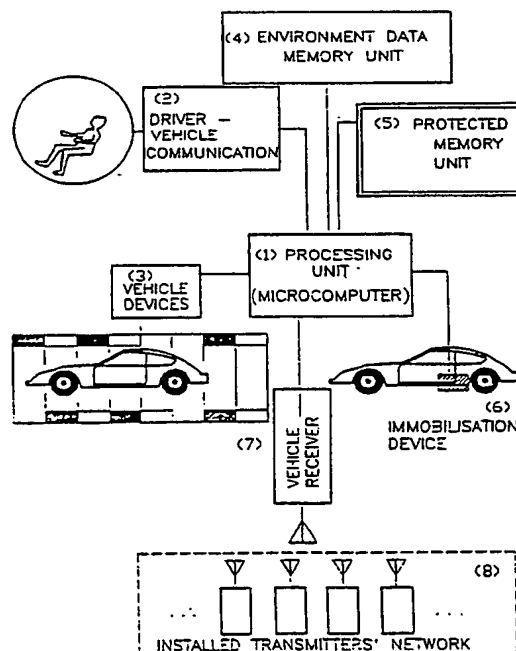 (4) ENVIRONMENT DATA
MEMORY UNIT
(2)
DRIVER –
VEHICLE
COMMUNICATION
(5) PROTECTED
MEMORY
UNIT
(1) PROCESSING
UNIT
(MICROCOMPUTER)
(3)
VEHICLE
DEVICES
(7)
VEHICLE
RECEIVER
(6)
IMMOBILISATION
DEVICE
(8)
... ...
INSTALLED TRANSMITTERS' NETWORK